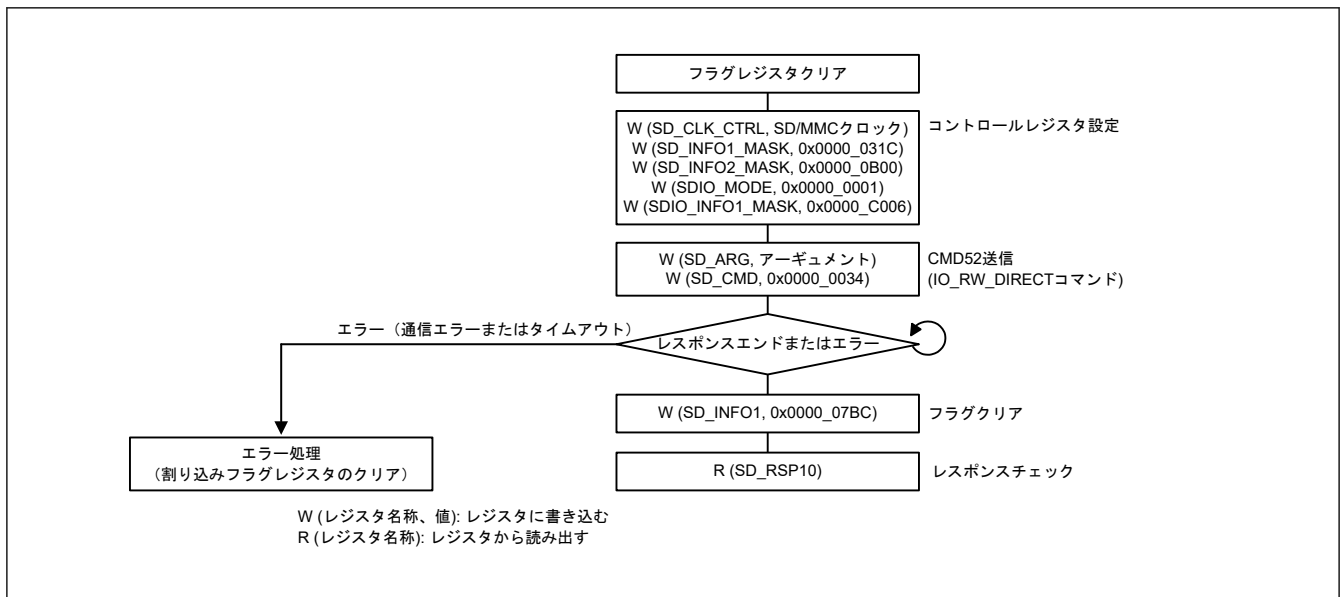 フラグレジスタクリア
W (SD_CLK_CTRL, SD/MMCクロック)
W (SD_INFO1_MASK, 0x0000_031C)
W (SD_INFO2_MASK, 0x0000_0B00)
W (SDIO_MODE, 0x0000_0001)
W (SDIO_INFO1_MASK, 0x0000_C006)
コントロールレジスタ設定
W (SD_ARG, アーギュメント)
W (SD_CMD, 0x0000_0034)
CMD52送信
(IO_RW_DIRECTコマンド)
エラー（通信エラーまたはタイムアウト）
レスポンスエンドまたはエラー
W (SD_INFO1, 0x0000_07BC)
フラグクリア
エラー処理
（割り込みフラグレジスタのクリア）
R (SD_RSP10)
レスポンスチェック
W (レジスタ名称、値): レジスタに書き込む
R (レジスタ名称): レジスタから読み出す